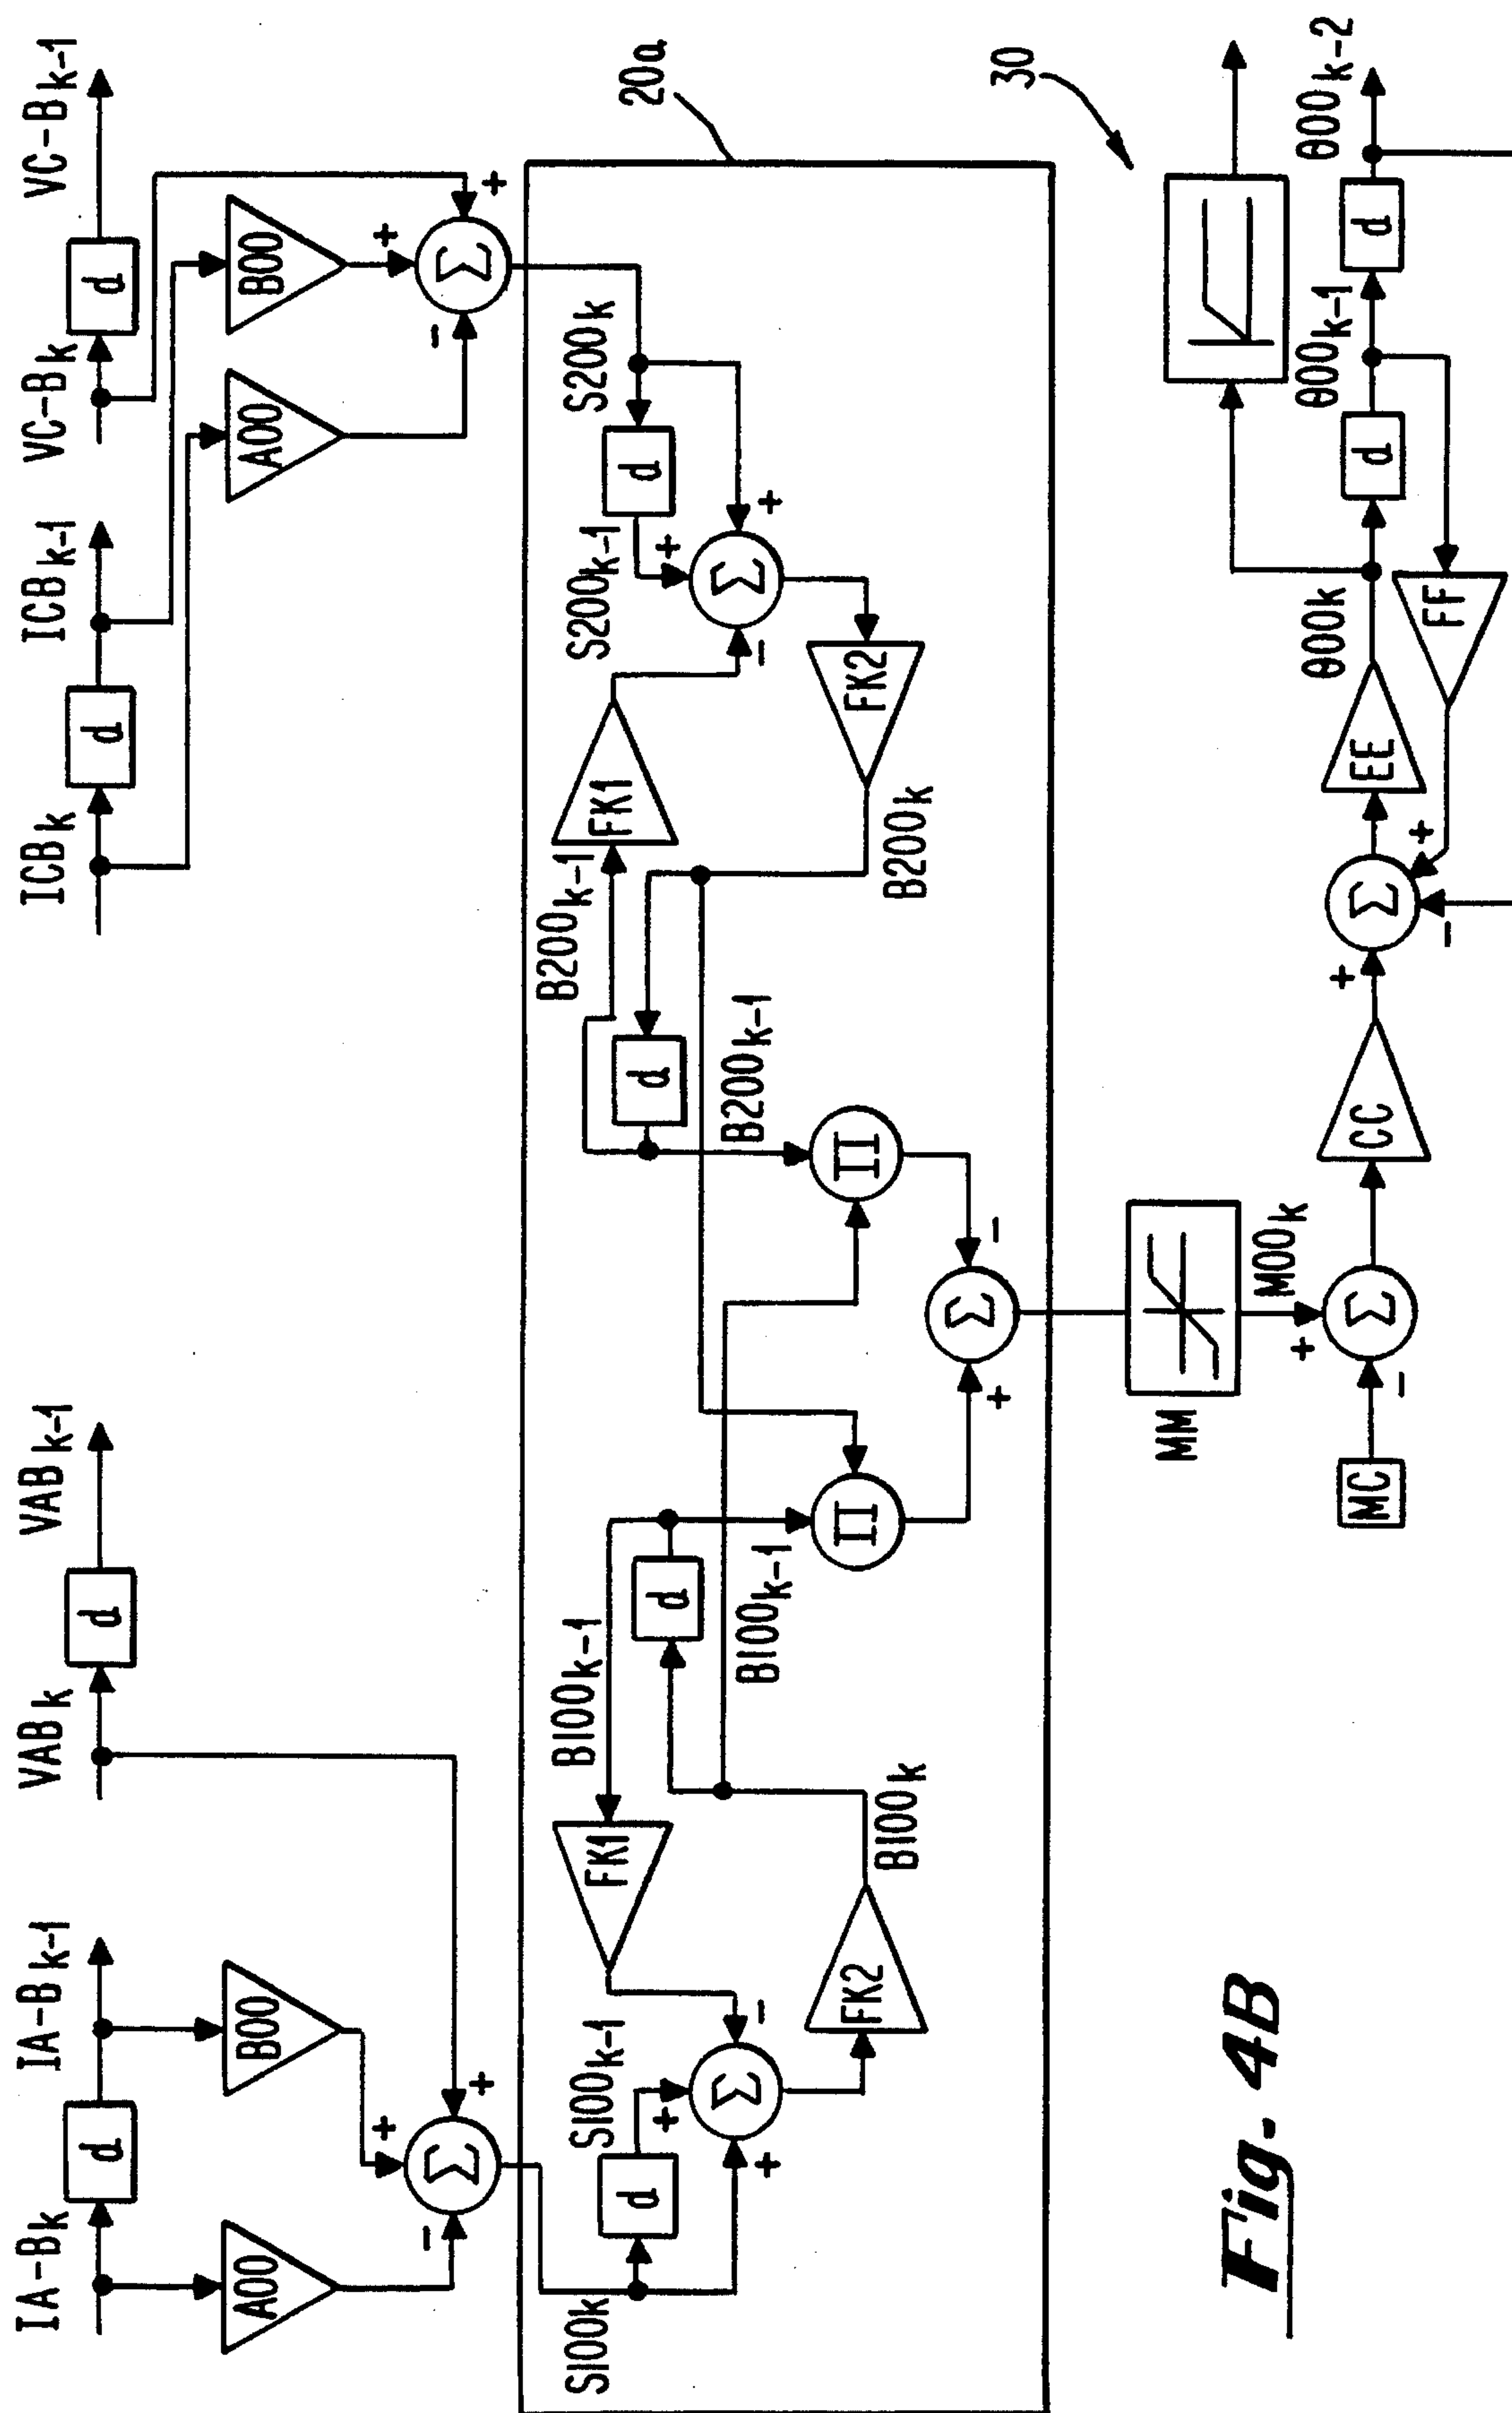 IA-Bk
IA-Bk-1
VABk
VABk-1
ICBk
ICBk-1
VC-Bk
VC-Bk-1
d
d
d
d
A00
B00
A00
B00
+
+
-
Σ
-
+
+
Σ
20a
S100k
d
S100k-1
+
+
-
Σ
FK1
FK2
B100k-1
B100k
d
B100k-1
Π
Π
B200k-1
d
B200k-1
FK1
FK2
B200k
S200k-1
d
S200k
+
+
-
Σ
+
-
Σ
MM
M00k
+
-
Σ
MC
CC
+
+
-
Σ
EE
FF
θ00k
d
θ00k-1
d
θ00k-2
30
Fig. 4B